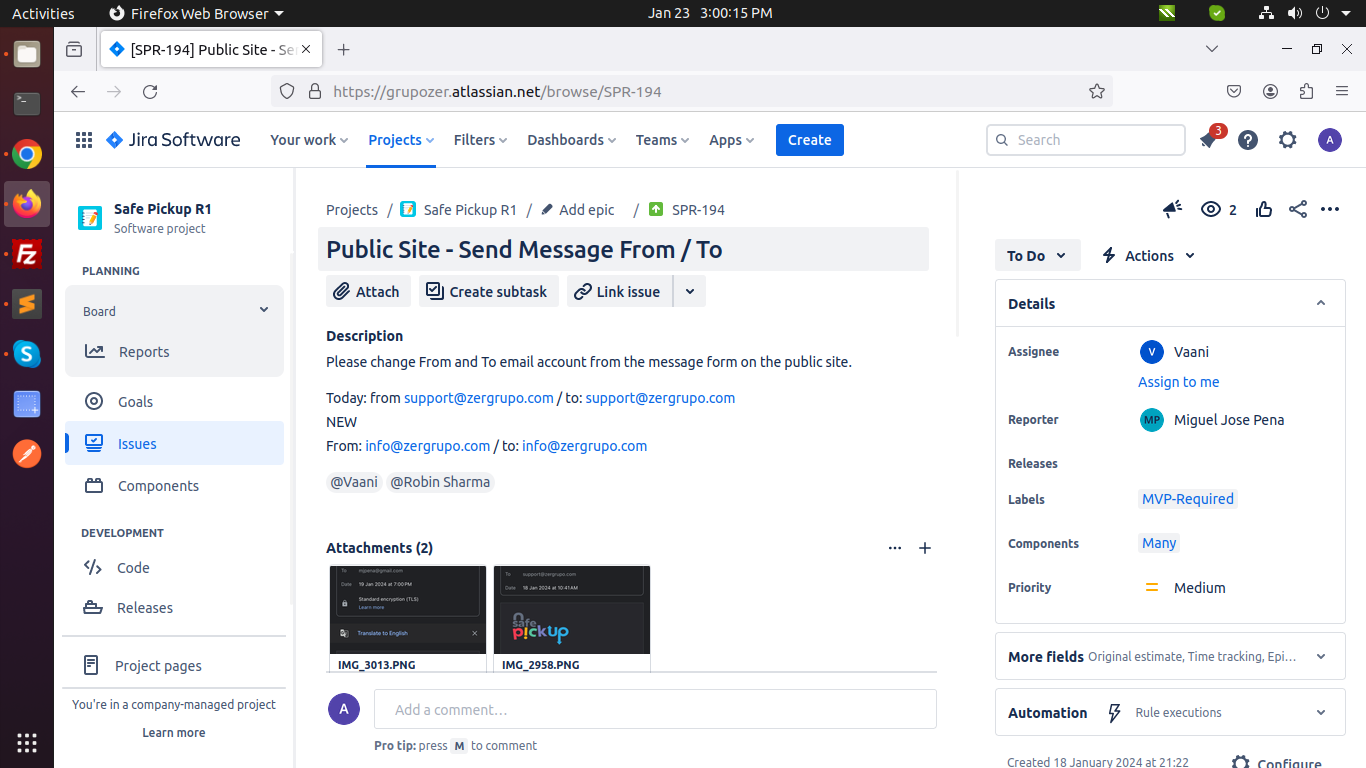 Activities
Firefox Web Browser
Jan 23 3:00:15 PM
[SPR-194] Public Site - Se
https://grupozer.atlassian.net/browse/SPR-194
Jira Software
Your work
Projects
Filters
Dashboards
Teams
Apps
Create
Search
3
A
Safe Pickup R1
Software project
PLANNING
Board
Reports
Goals
Issues
Components
DEVELOPMENT
Code
Releases
Project pages
You're in a company-managed project
Learn more
Projects / Safe Pickup R1 / Add epic / SPR-194
Public Site - Send Message From / To
Attach
Create subtask
Link issue
Description
Please change From and To email account from the message form on the public site.
Today: from support@zergrupo.com / to: support@zergrupo.com
NEW
From: info@zergrupo.com / to: info@zergrupo.com
@Vaani @Robin Sharma
Attachments (2)
To mjpena@gmail.com
Date 19 Jan 2024 at 7:00PM
Standard encryption (TLS)
Learn more
Translate to English
IMG_3013.PNG
To support@zergrupo.com
Date 18 Jan 2024 at 10:41AM
safe
pickup
IMG_2958.PNG
A
Add a comment…
Pro tip: press M to comment
2
To Do
Actions
Details
Assignee
V Vaani
Assign to me
Reporter
MP Miguel Jose Pena
Releases
Labels
MVP-Required
Components
Many
Priority
Medium
More fields Original estimate, Time tracking, Epi…
Automation Rule executions
Created 18 January 2024 at 21:22
Configure